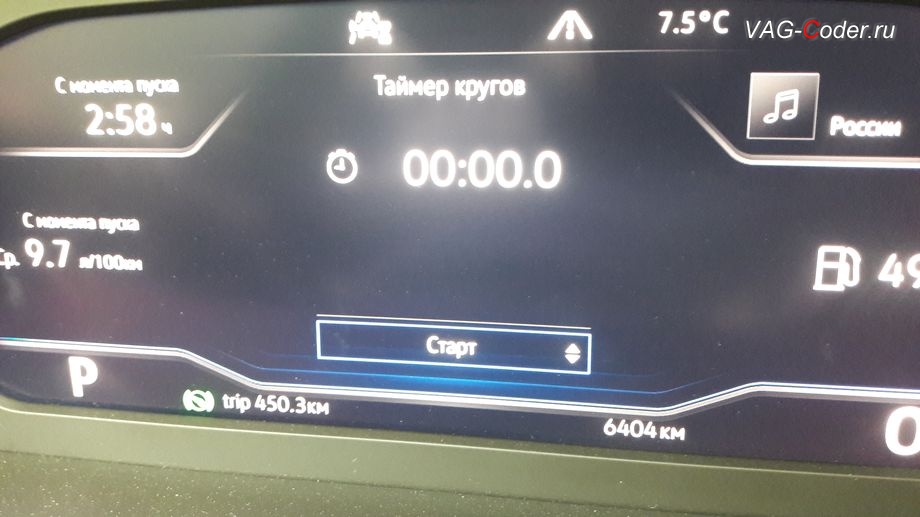 7.5°C
VAG-Coder.ru
С момента пуска
2:58 ч
Таймер кругов
России
00:00.0
С момента пуска
Ср. 9.7 л/100км
49
Старт
P
trip 450.3км
6404 км
0